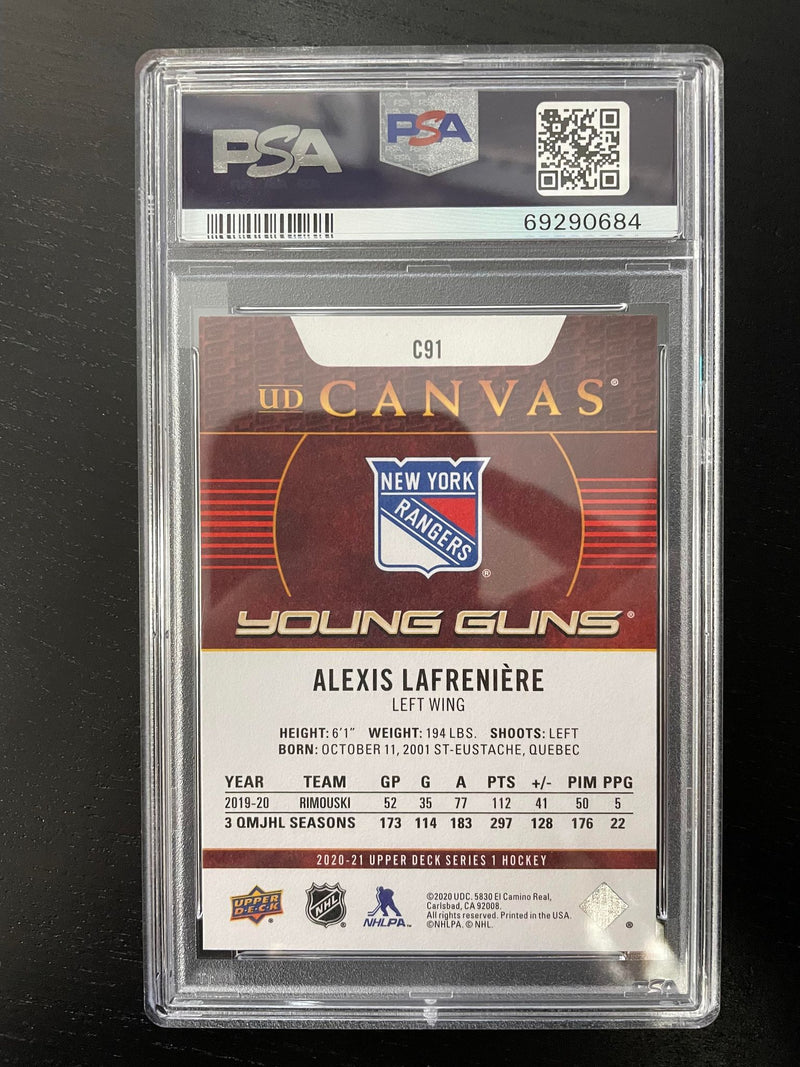 PSA PSA
69290684
C91
UD CANVAS®
NEW YORK
RANGERS
®
YOUNG GUNS®
ALEXIS LAFRENIÈRE
LEFT WING
HEIGHT: 6'1" WEIGHT: 194 LBS. SHOOTS: LEFT
BORN: OCTOBER 11, 2001 ST-EUSTACHE, QUEBEC
YEAR TEAM GP G A PTS +/- PIM PPG
2019-20 RIMOUSKI 52 35 77 112 41 50 5
3 QMJHL SEASONS 173 114 183 297 128 176 22
2020-21 UPPER DECK SERIES 1 HOCKEY
UPPER
DECK
NHL
NHLPA
©2020 UDC. 5830 El Camino Real,
Carlsbad, CA 92008.
All rights reserved. Printed in the USA.
©NHLPA. © NHL.
®
PSA